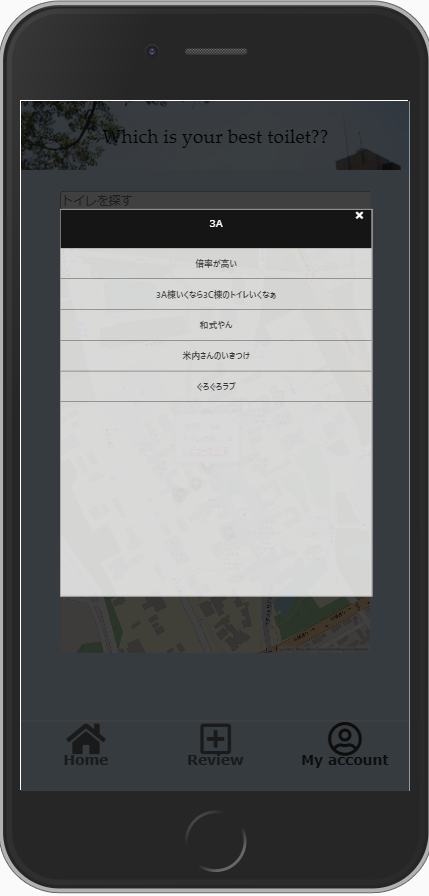 Which is your best toilet??
トイレを探す
3A
倍率が高い
3A棟いくなら3C棟のトイレいくなぁ
和式やん
米内さんのいきつけ
ぐろぐろラブ
Home
Review
My account